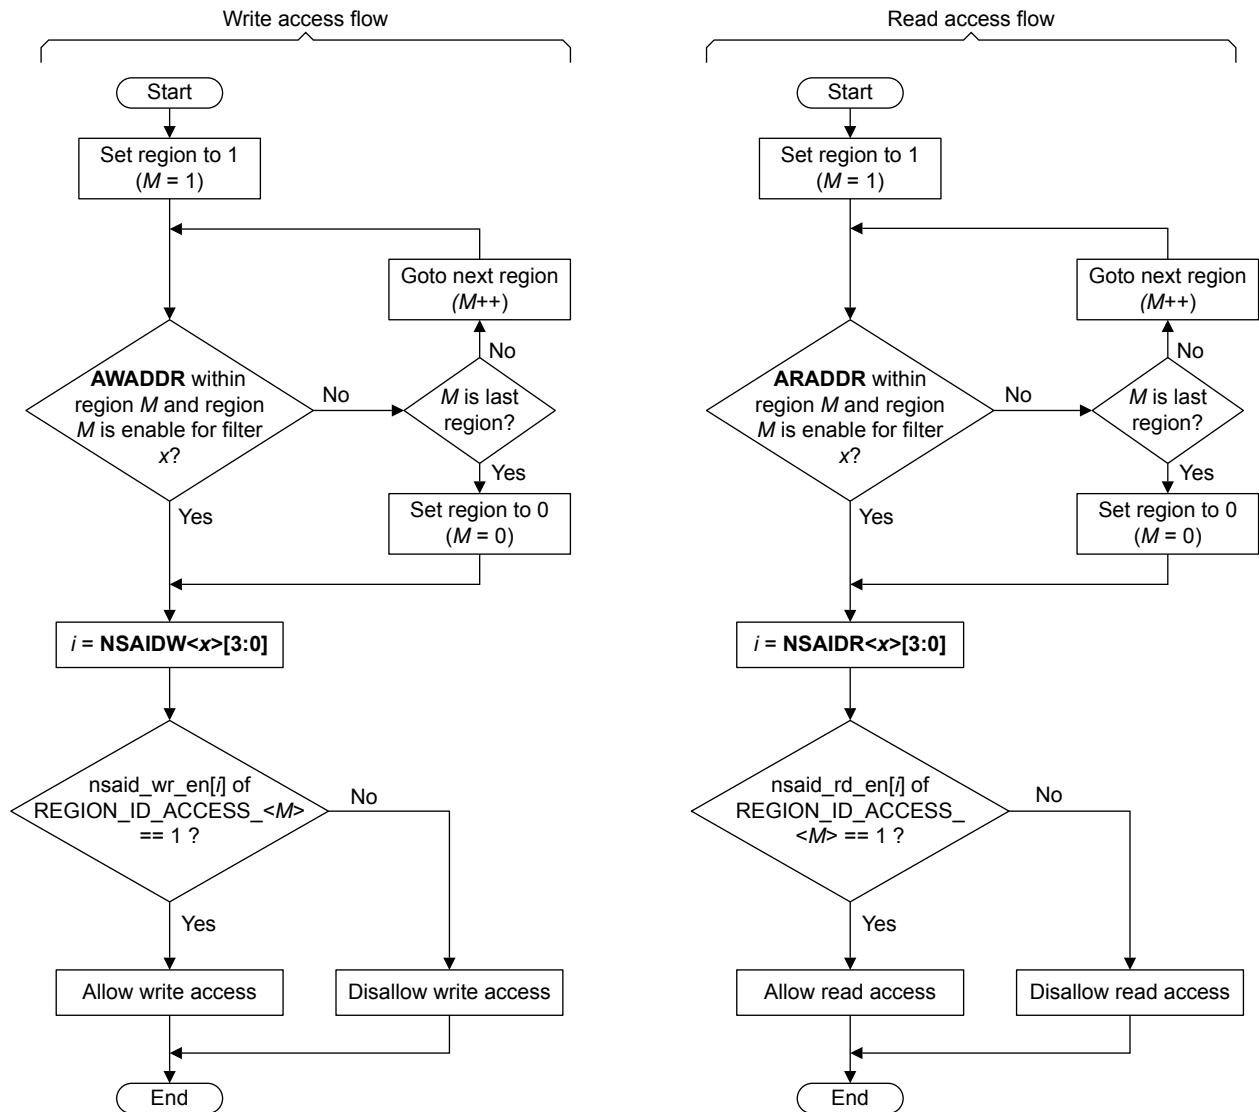 Write access flow
Start
Set region to 1
(M = 1)
Goto next region
(M++)
No
AWADDR within
region M and region
M is enable for filter
x?
No
M is last
region?
Yes
Set region to 0
(M = 0)
Yes
i = NSAIDW<x>[3:0]
nsaid_wr_en[i] of
REGION_ID_ACCESS_<M>
== 1 ?
No
Yes
Allow write access
Disallow write access
End
Read access flow
Start
Set region to 1
(M = 1)
Goto next region
(M++)
No
ARADDR within
region M and region
M is enable for filter
x?
No
M is last
region?
Yes
Set region to 0
(M = 0)
Yes
i = NSAIDR<x>[3:0]
nsaid_rd_en[i] of
REGION_ID_ACCESS_
<M> == 1 ?
No
Yes
Allow read access
Disallow read access
End